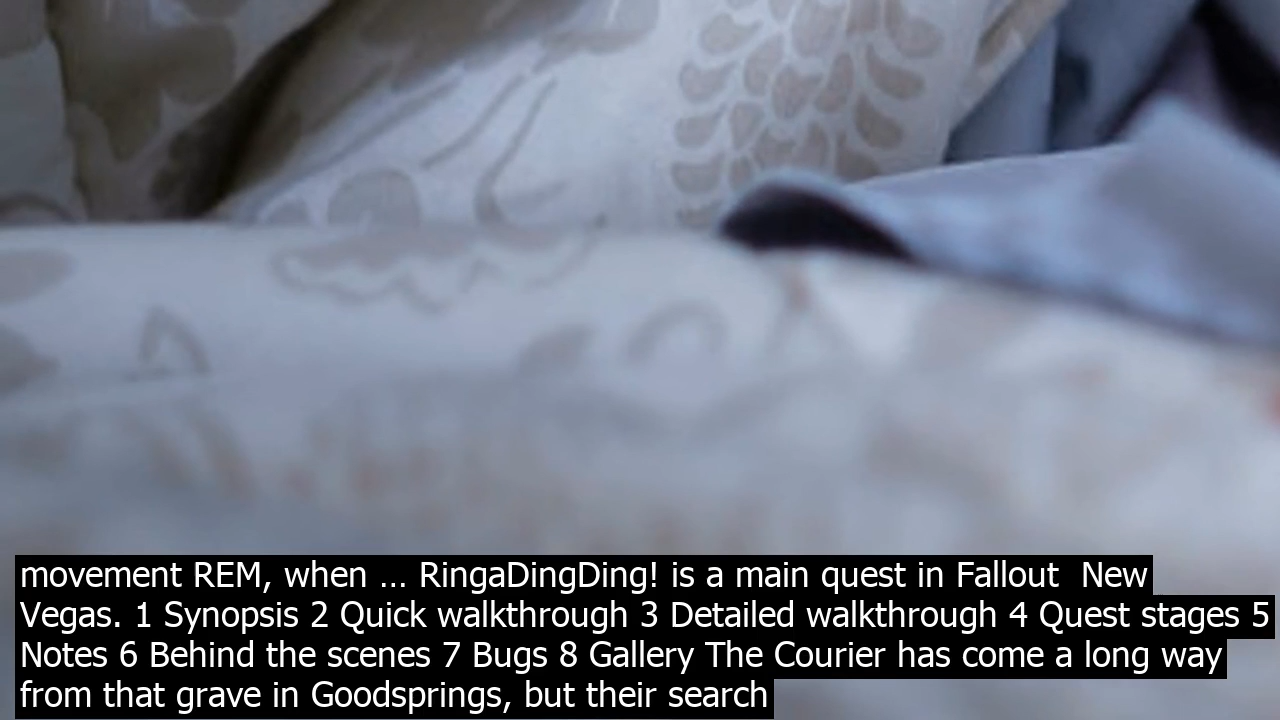 movement REM, when ... RingaDingDing! is a main quest in Fallout  New
Vegas. 1 Synopsis 2 Quick walkthrough 3 Detailed walkthrough 4 Quest stages 5
Notes 6 Behind the scenes 7 Bugs 8 Gallery The Courier has come a long way
from that grave in Goodsprings, but their search